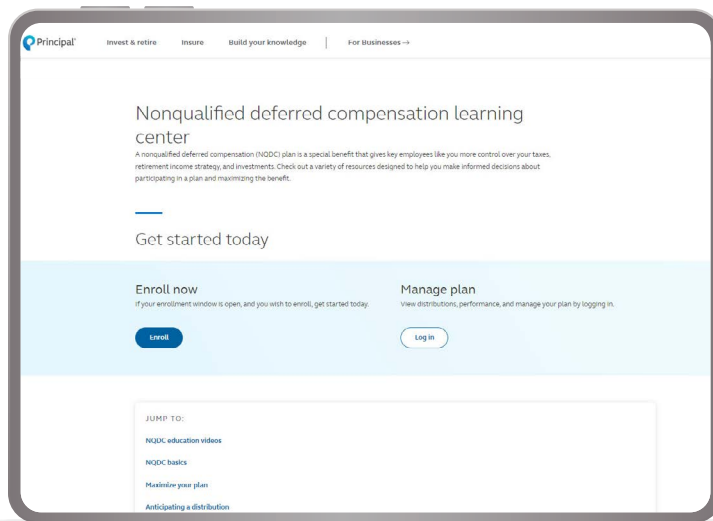 Principal® Invest & retire Insure Build your knowledge For Businesses →
Nonqualified deferred compensation learning
center
A nonqualified deferred compensation (NQDC) plan is a special benefit that gives key employees like you more control over your taxes,
retirement income strategy, and investments. Check out a variety of resources designed to help you make informed decisions about
participating in a plan and maximizing the benefit.
Get started today
Enroll now
If your enrollment window is open, and you wish to enroll, get started today.
Enroll
Manage plan
View distributions, performance, and manage your plan by logging in.
Log in
JUMP TO:
NQDC education videos
NQDC basics
Maximize your plan
Anticipating a distribution